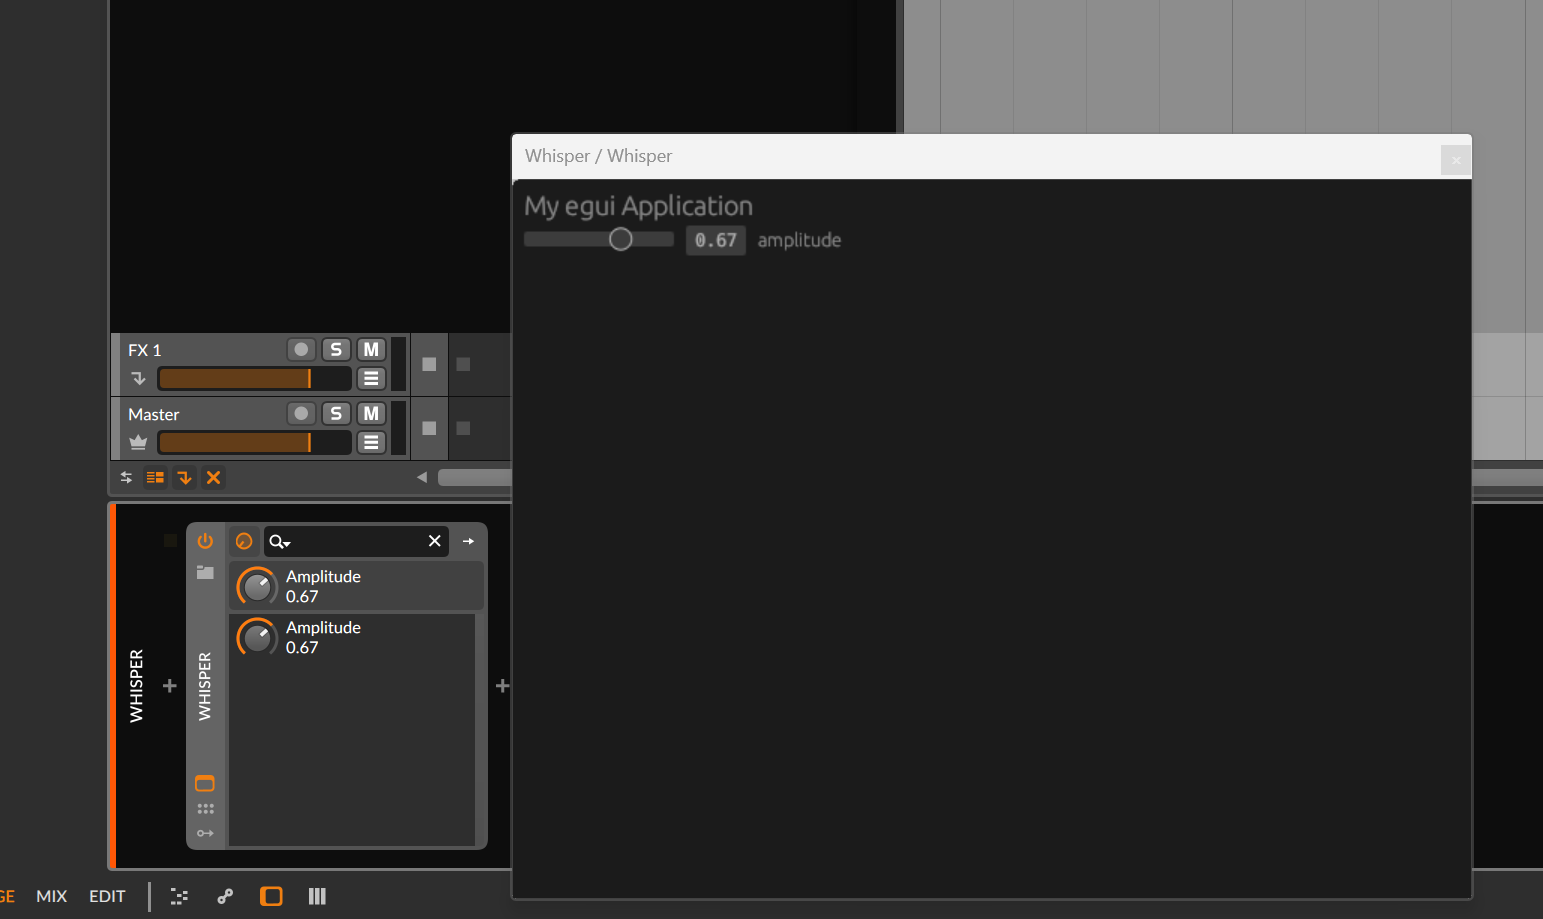 Whisper / Whisper
My egui Application
0.67 amplitude
FX 1
S M
Master
S M
WHISPER
WHISPER
Amplitude
0.67
Amplitude
0.67
GE MIX EDIT